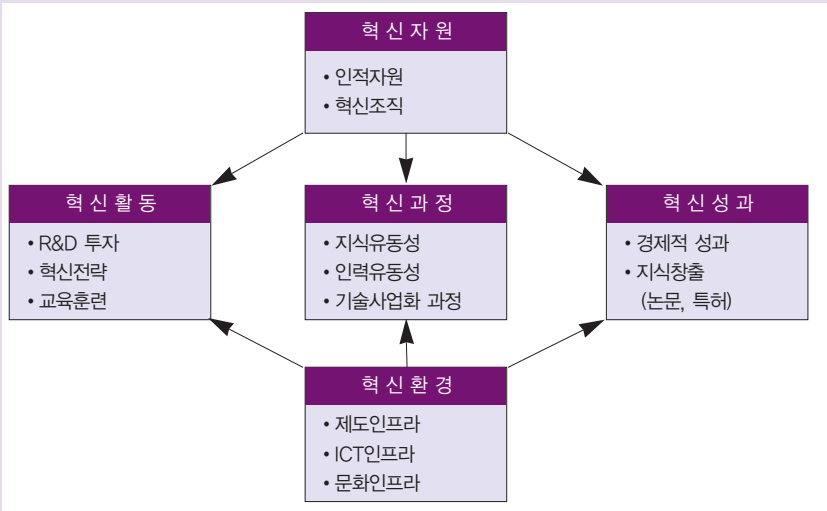 혁신자원
• 인적자원
• 혁신조직
혁신활동
• R&D 투자
• 혁신전략
• 교육훈련
혁신과정
• 지식유동성
• 인력유동성
• 기술사업화 과정
혁신성과
• 경제적 성과
• 지식창출
(논문, 특허)
혁신환경
• 제도인프라
• ICT인프라
• 문화인프라